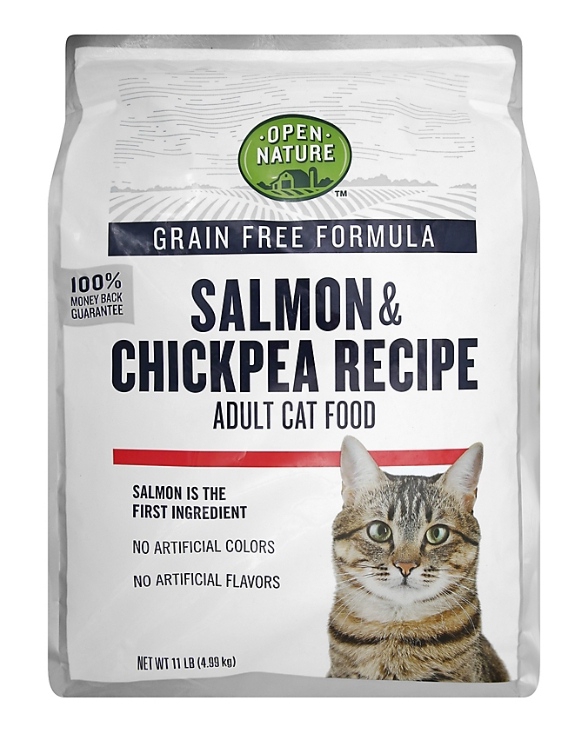 ·OPEN·
NATURE
TM
GRAIN FREE FORMULA
100%
MONEY BACK
GUARANTEE
SALMON &
CHICKPEA RECIPE
ADULT CAT FOOD
SALMON IS THE
FIRST INGREDIENT
NO ARTIFICIAL COLORS
NO ARTIFICIAL FLAVORS
NET WT 11 LB (4.99 kg)